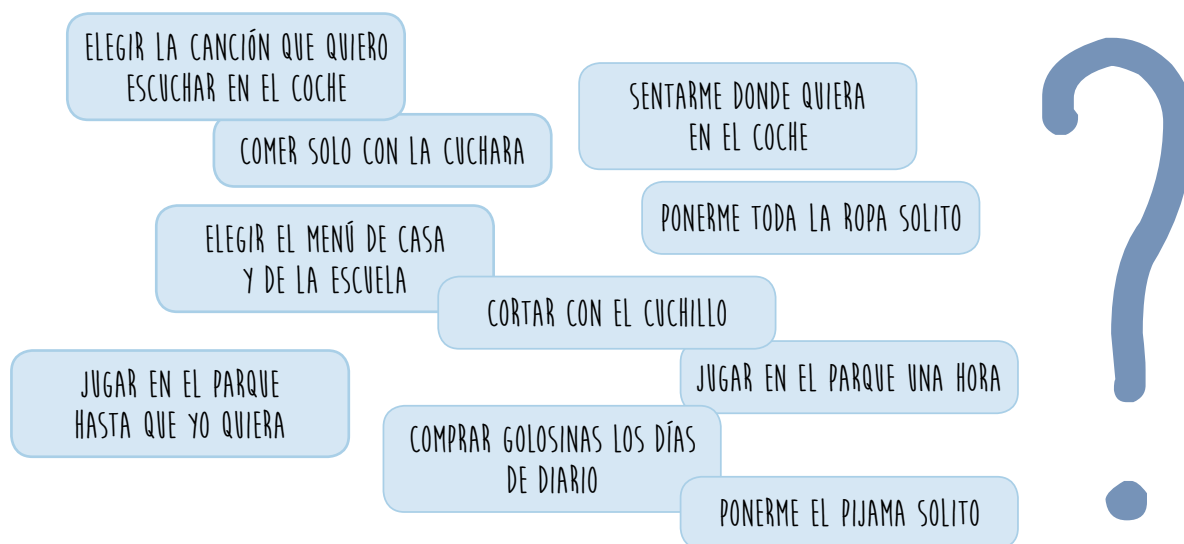 ELEGIR LA CANCIÓN QUE QUIERO
ESCUCHAR EN EL COCHE
COMER SOLO CON LA CUCHARA
SENTARME DONDE QUIERA
EN EL COCHE
PONERME TODA LA ROPA SOLITO
ELEGIR EL MENÚ DE CASA
Y DE LA ESCUELA
CORTAR CON EL CUCHILLO
JUGAR EN EL PARQUE
HASTA QUE YO QUIERA
JUGAR EN EL PARQUE UNA HORA
COMPRAR GOLOSINAS LOS DÍAS
DE DIARIO
PONERME EL PIJAMA SOLITO
?